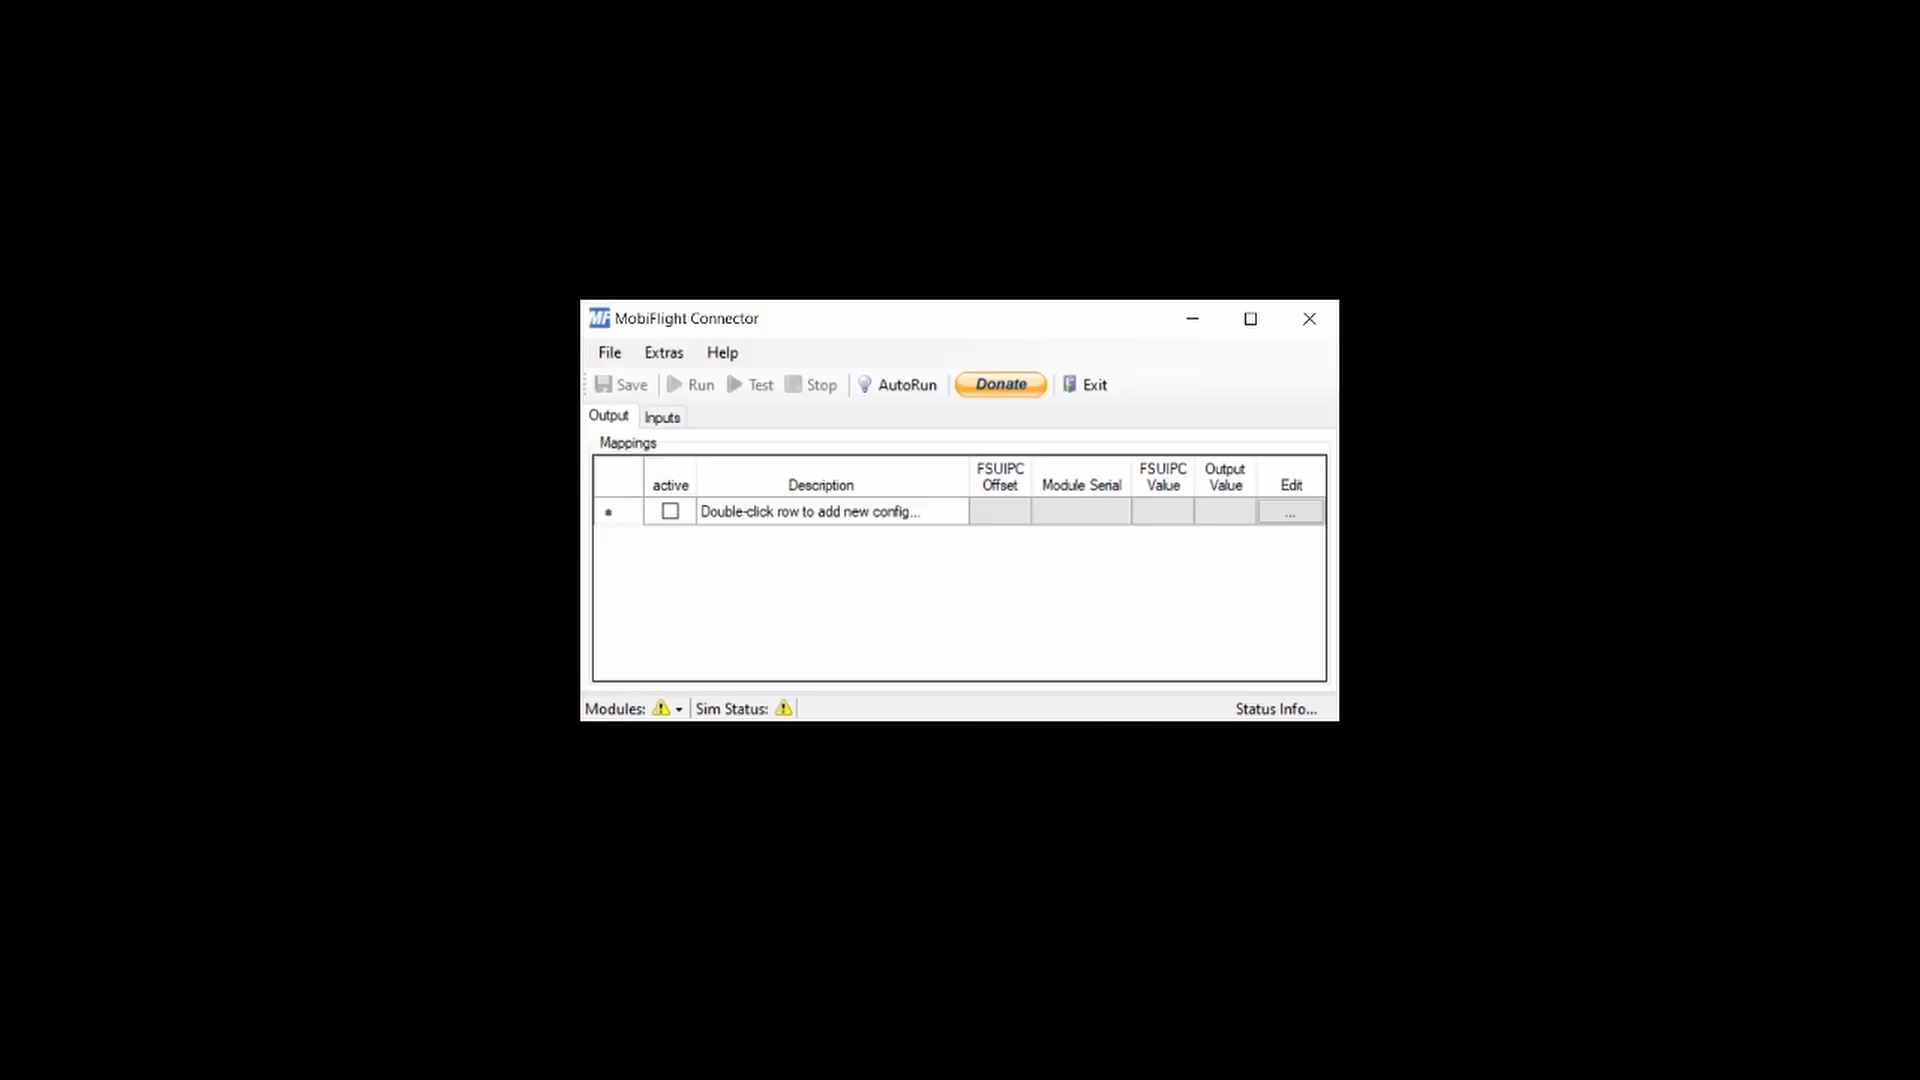 MF MobiFlight Connector
File Extras Help
Save Run Test Stop AutoRun Donate Exit
Output Inputs
Mappings
active Description FSUIPC Offset Module Serial FSUIPC Value Output Value Edit
Double-click row to add new config... ...
Modules: Sim Status: Status Info...